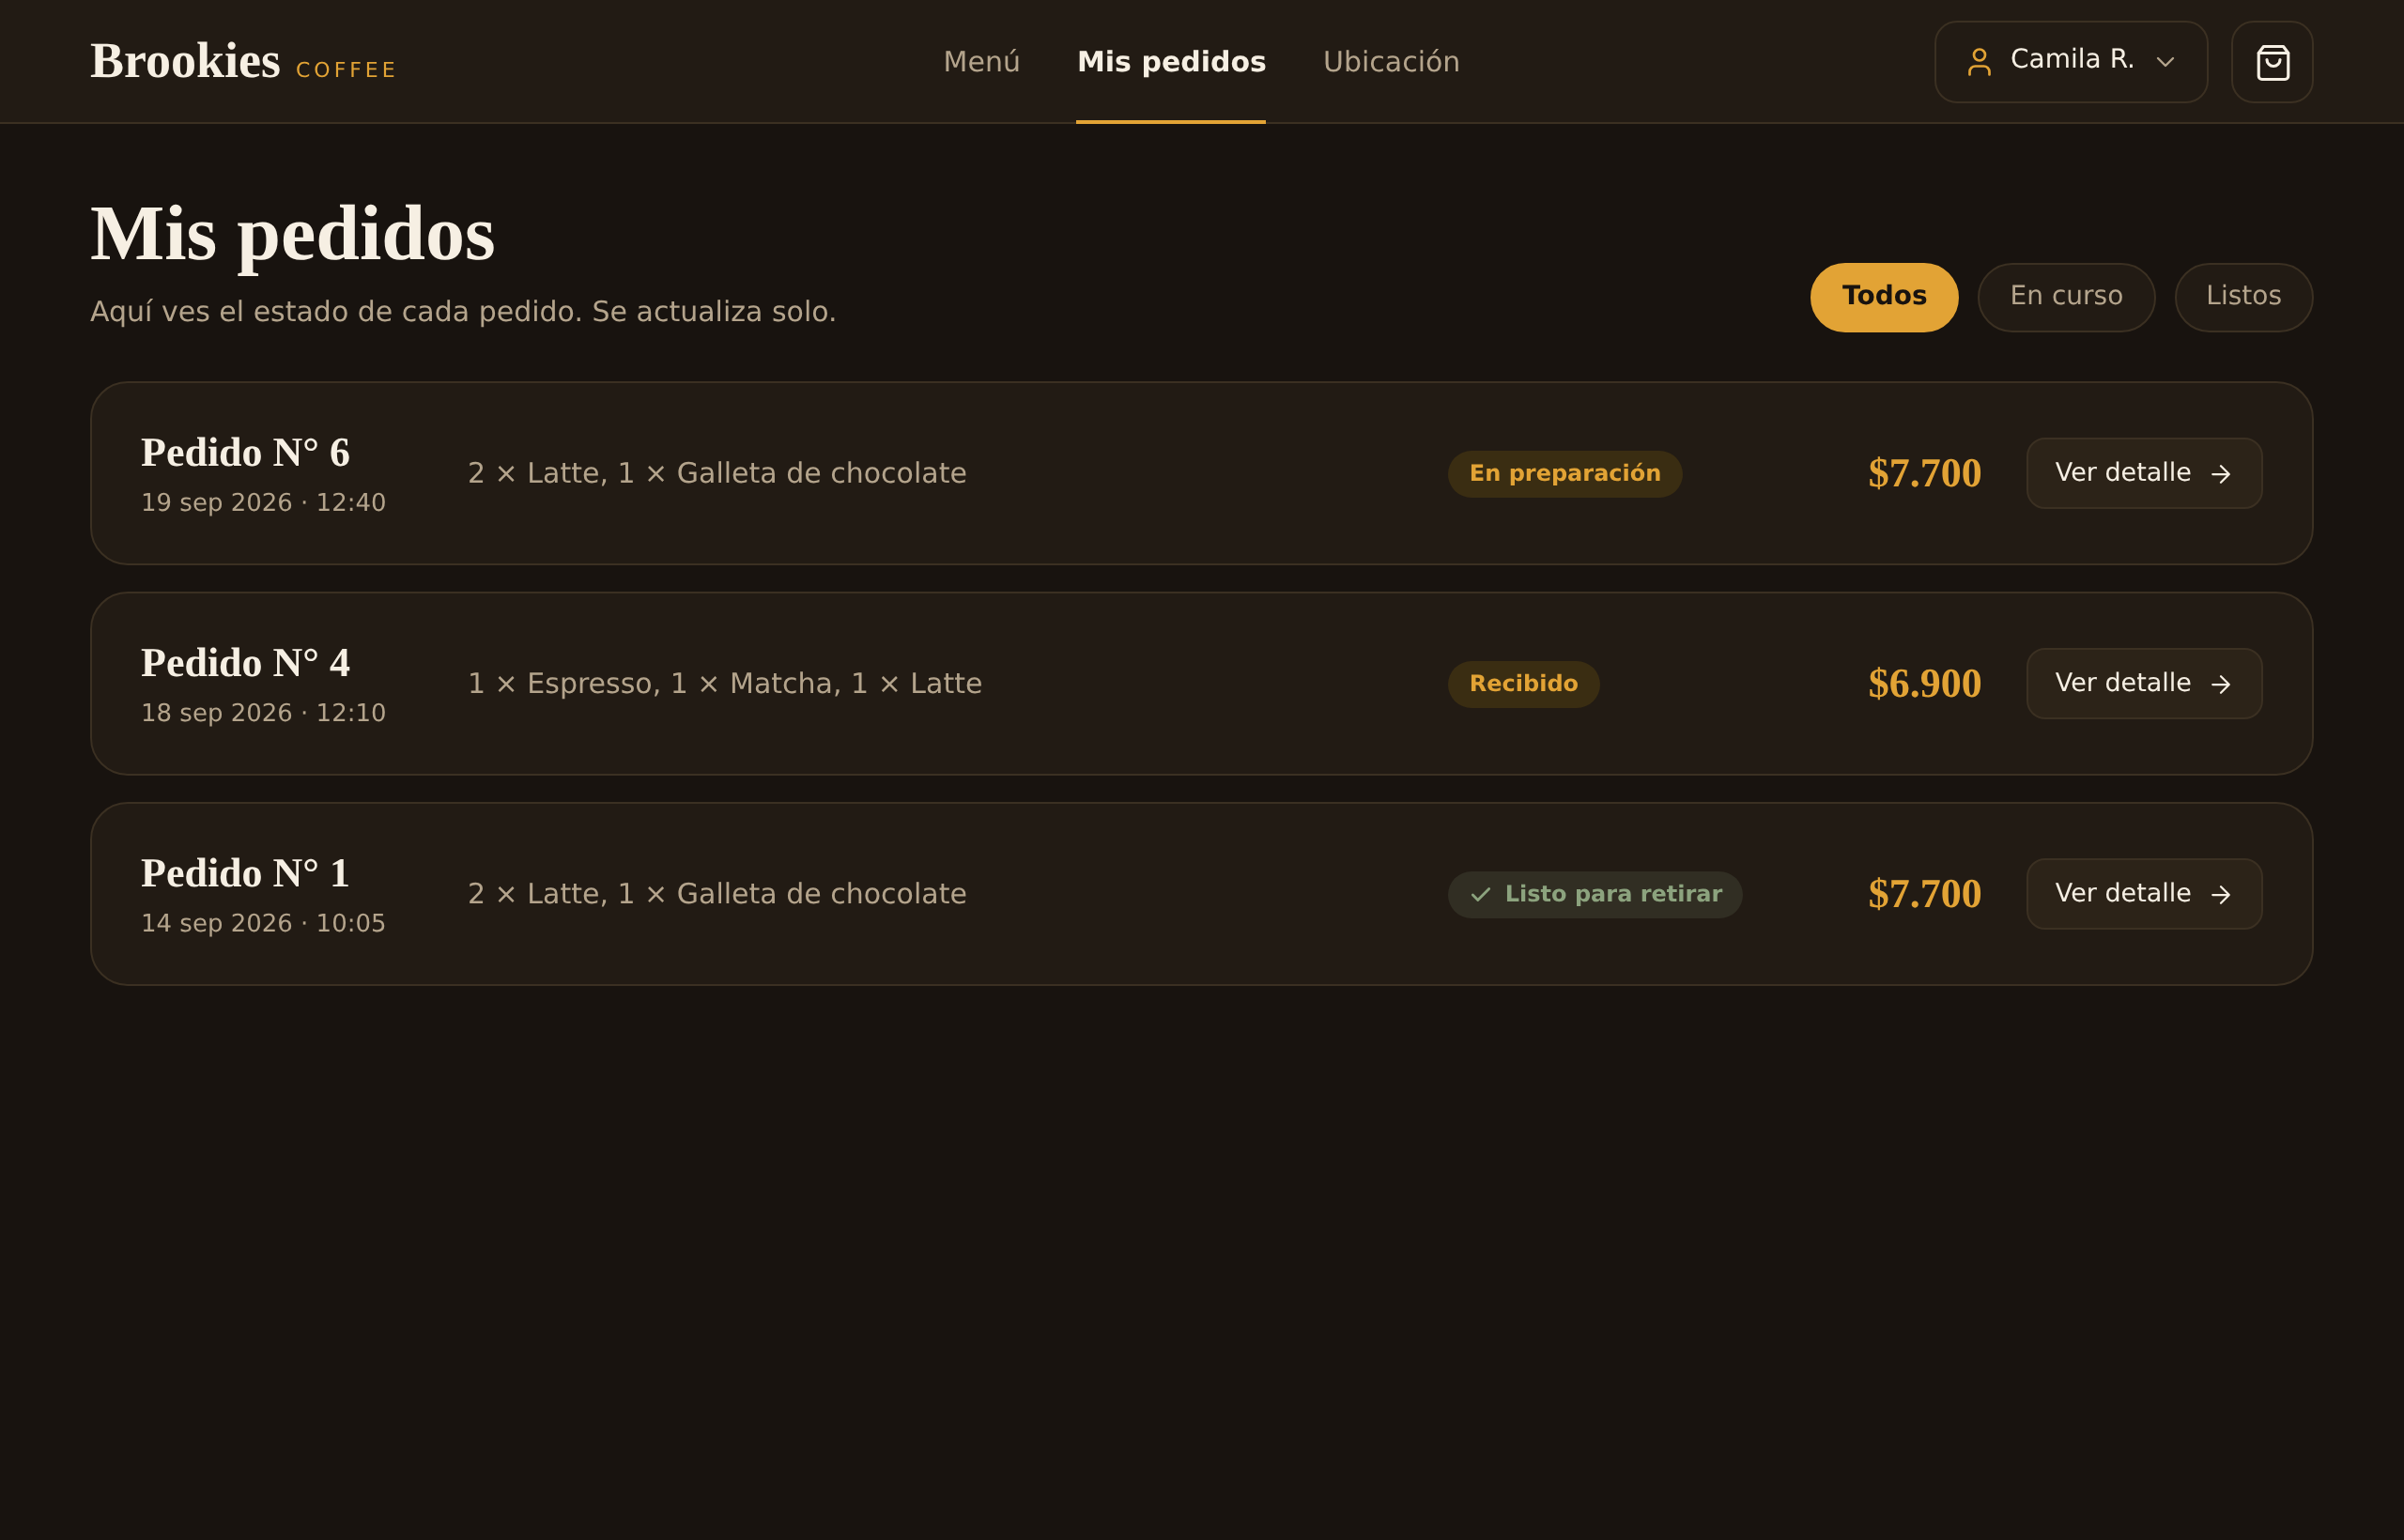 Brookies COFFEE
Menú
Mis pedidos
Ubicación
Camila R.
Mis pedidos
Aquí ves el estado de cada pedido. Se actualiza solo.
Todos
En curso
Listos
Pedido N° 6
19 sep 2026 · 12:40
2 × Latte, 1 × Galleta de chocolate
En preparación
$7.700
Ver detalle →
Pedido N° 4
18 sep 2026 · 12:10
1 × Espresso, 1 × Matcha, 1 × Latte
Recibido
$6.900
Ver detalle →
Pedido N° 1
14 sep 2026 · 10:05
2 × Latte, 1 × Galleta de chocolate
✓ Listo para retirar
$7.700
Ver detalle →